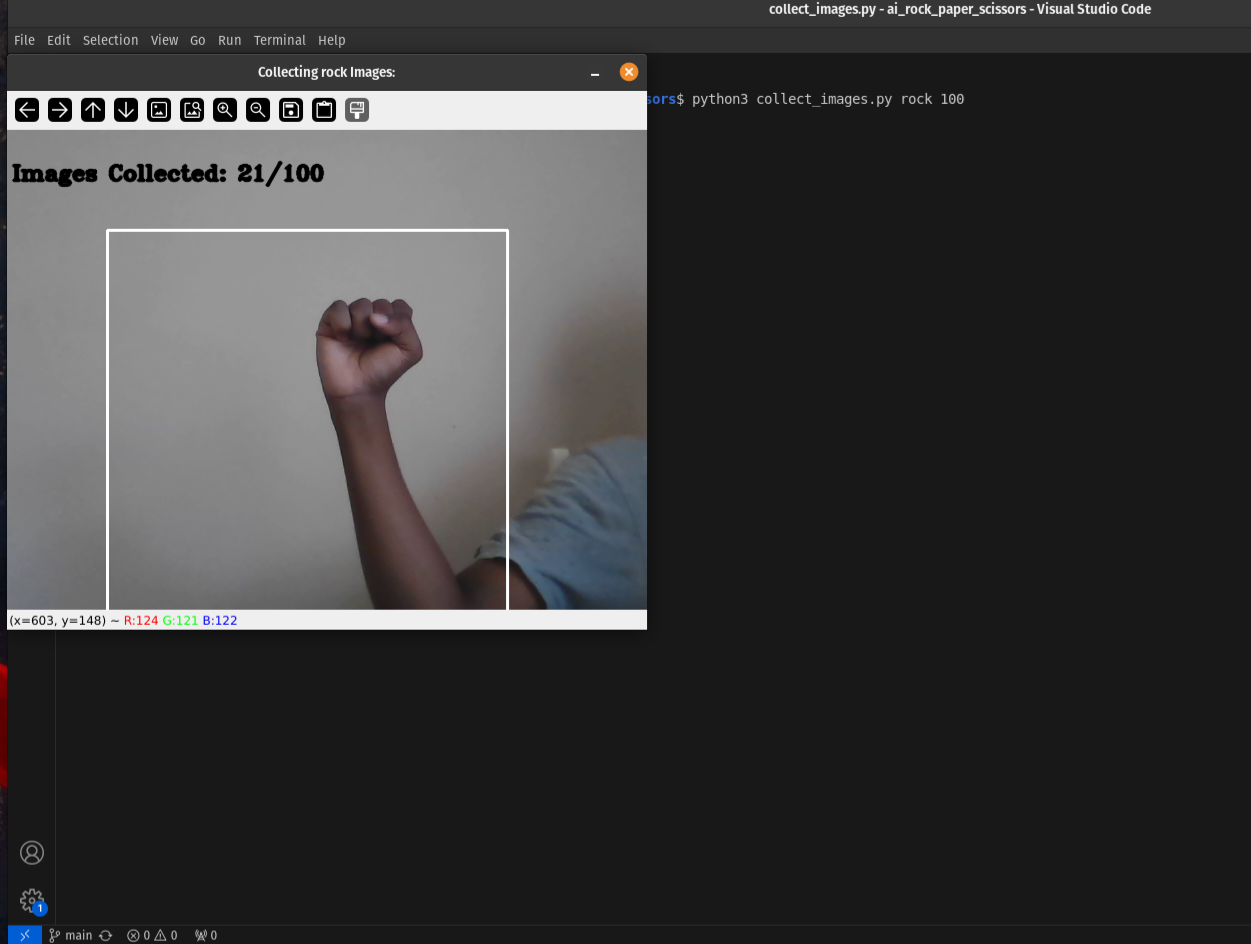 collect_images.py - ai_rock_paper_scissors - Visual Studio Code
File Edit Selection View Go Run Terminal Help
Collecting rock Images:
sors$ python3 collect_images.py rock 100
Images Collected: 21/100
(x=603, y=148) ~ R:124 G:121 B:122
1
main 0 0 0